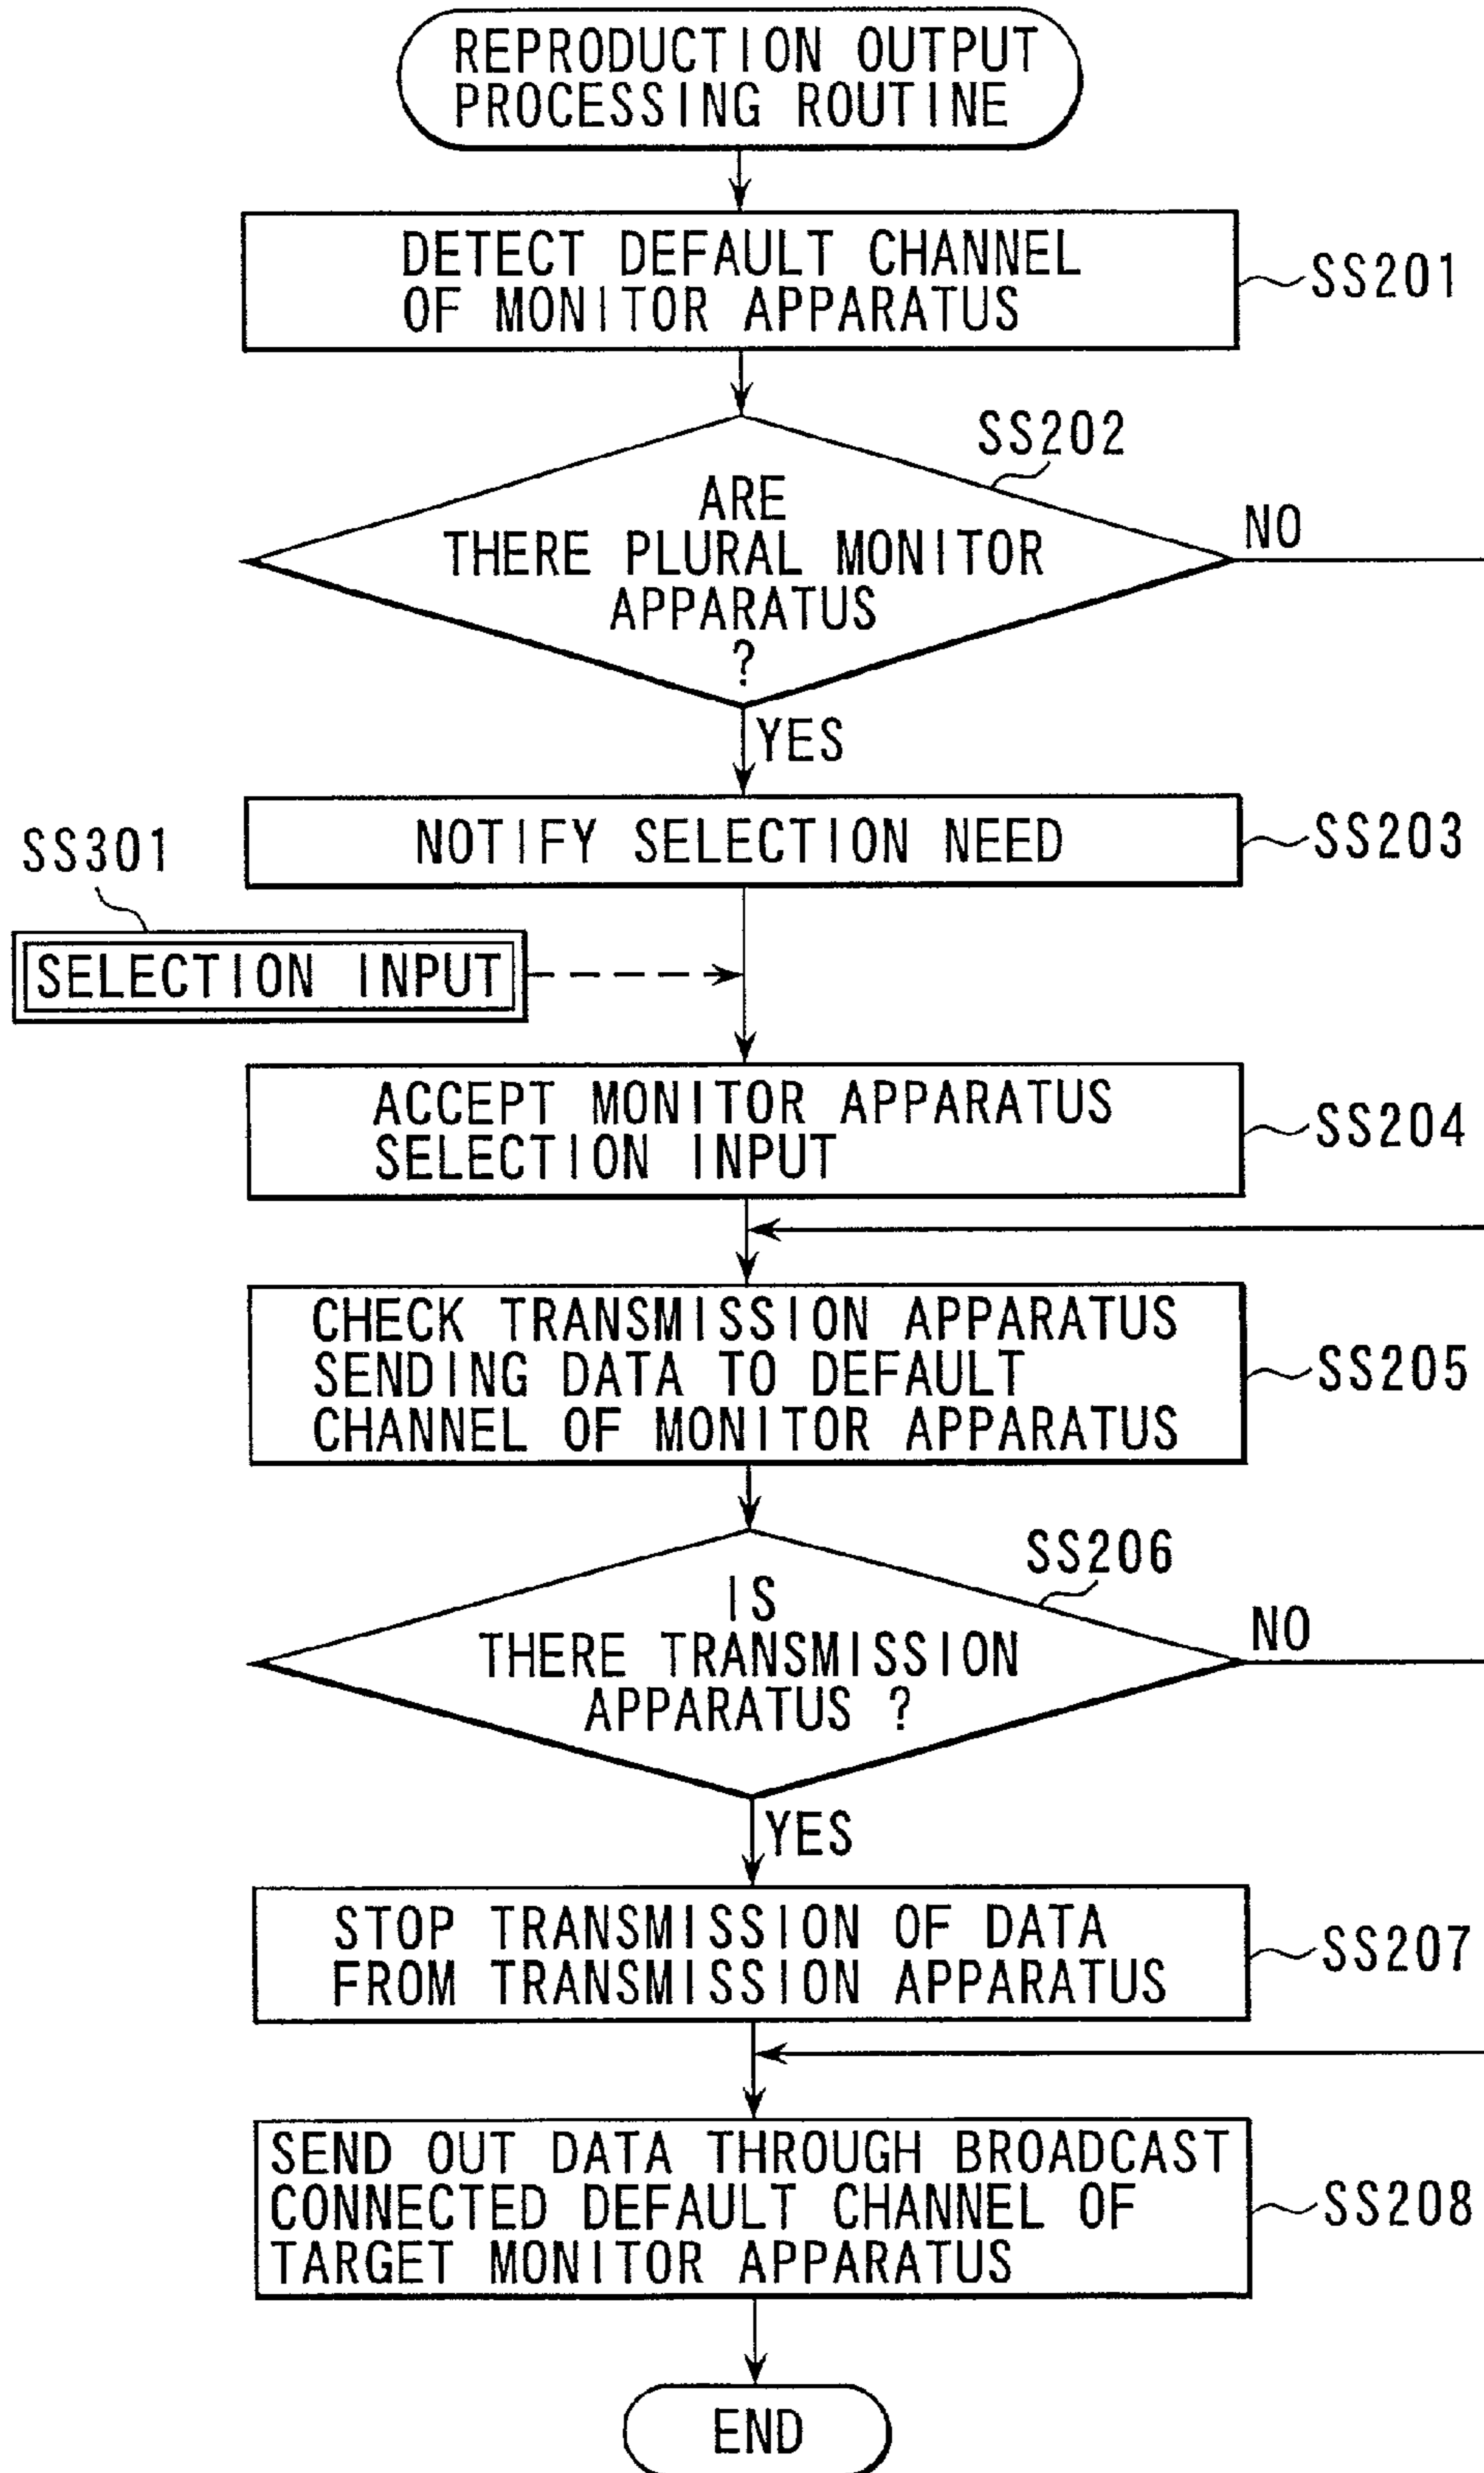 REPRODUCTION OUTPUT
PROCESSING ROUTINE
DETECT DEFAULT CHANNEL
OF MONITOR APPARATUS
SS201
SS202
ARE
THERE PLURAL MONITOR
APPARATUS
?
NO
YES
NOTIFY SELECTION NEED
SS203
SS301
SELECTION INPUT
ACCEPT MONITOR APPARATUS
SELECTION INPUT
SS204
CHECK TRANSMISSION APPARATUS
SENDING DATA TO DEFAULT
CHANNEL OF MONITOR APPARATUS
SS205
SS206
IS
THERE TRANSMISSION
APPARATUS ?
NO
YES
STOP TRANSMISSION OF DATA
FROM TRANSMISSION APPARATUS
SS207
SEND OUT DATA THROUGH BROADCAST
CONNECTED DEFAULT CHANNEL OF
TARGET MONITOR APPARATUS
SS208
END